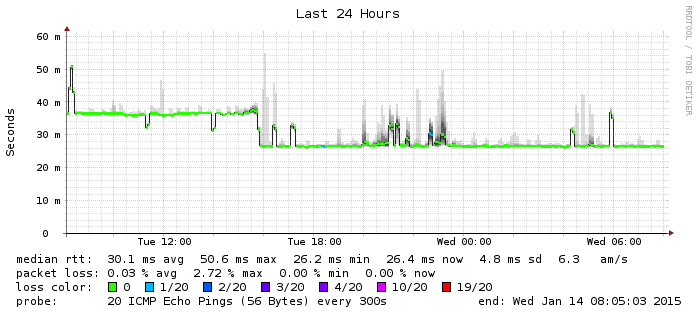 Last 24 Hours
RRDTOOL / TOBI OETIKER
Seconds
60 m
50 m
40 m
30 m
20 m
10 m
0
Tue 12:00 Tue 18:00 Wed 00:00 Wed 06:00
median rtt: 30.1 ms avg 50.6 ms max 26.2 ms min 26.4 ms now 4.8 ms sd 6.3 am/s
packet loss: 0.03 % avg 2.72 % max 0.00 % min 0.00 % now
loss color: 0 1/20 2/20 3/20 4/20 10/20 19/20
probe: 20 ICMP Echo Pings (56 Bytes) every 300s end: Wed Jan 14 08:05:03 2015